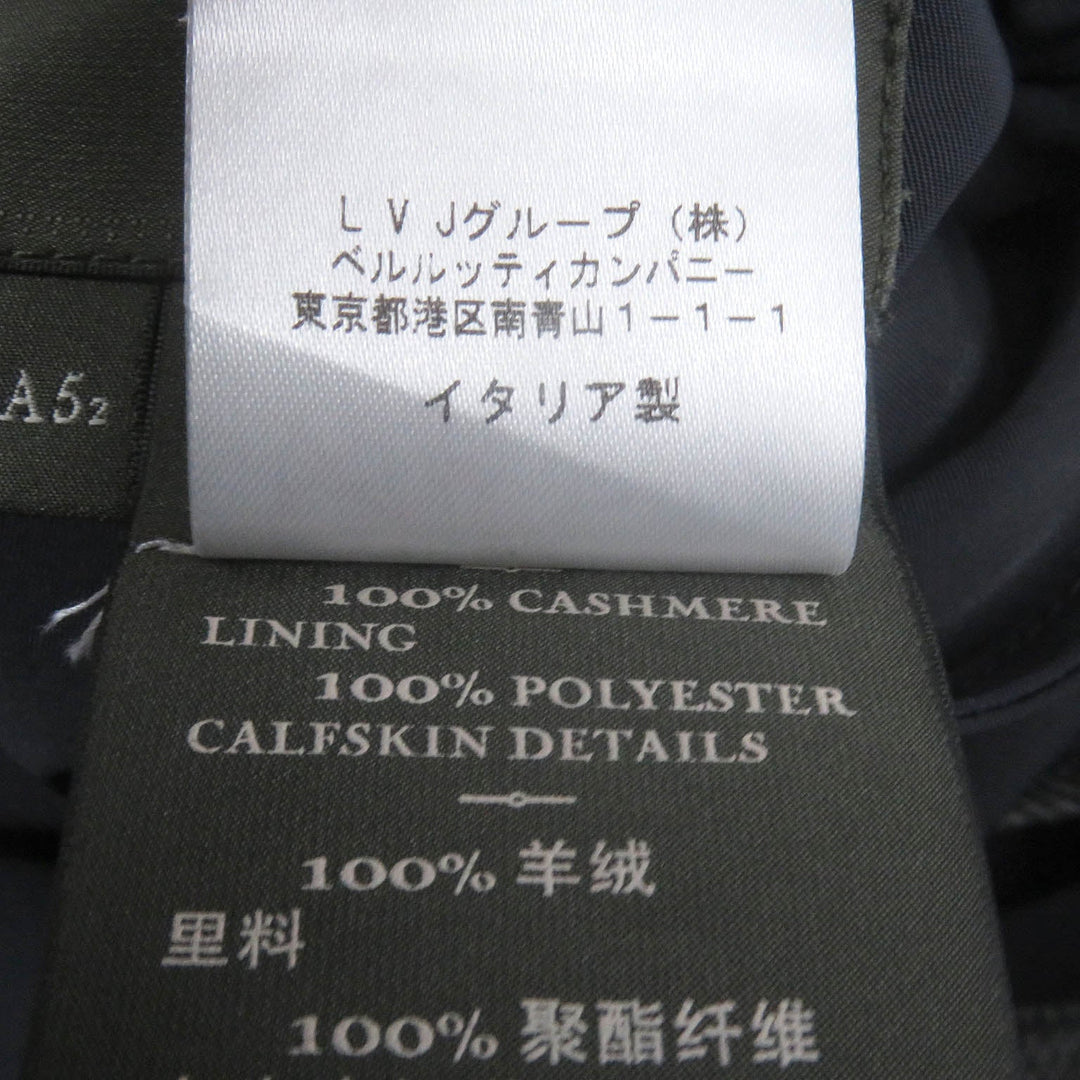 LVJグループ（株）
ベルルッティカンパニー
東京都港区南青山1-1-1
イタリア製
A52
100% CASHMERE
LINING
100% POLYESTER
CALFSKIN DETAILS
100% 羊绒
里料
100% 聚酯纤维